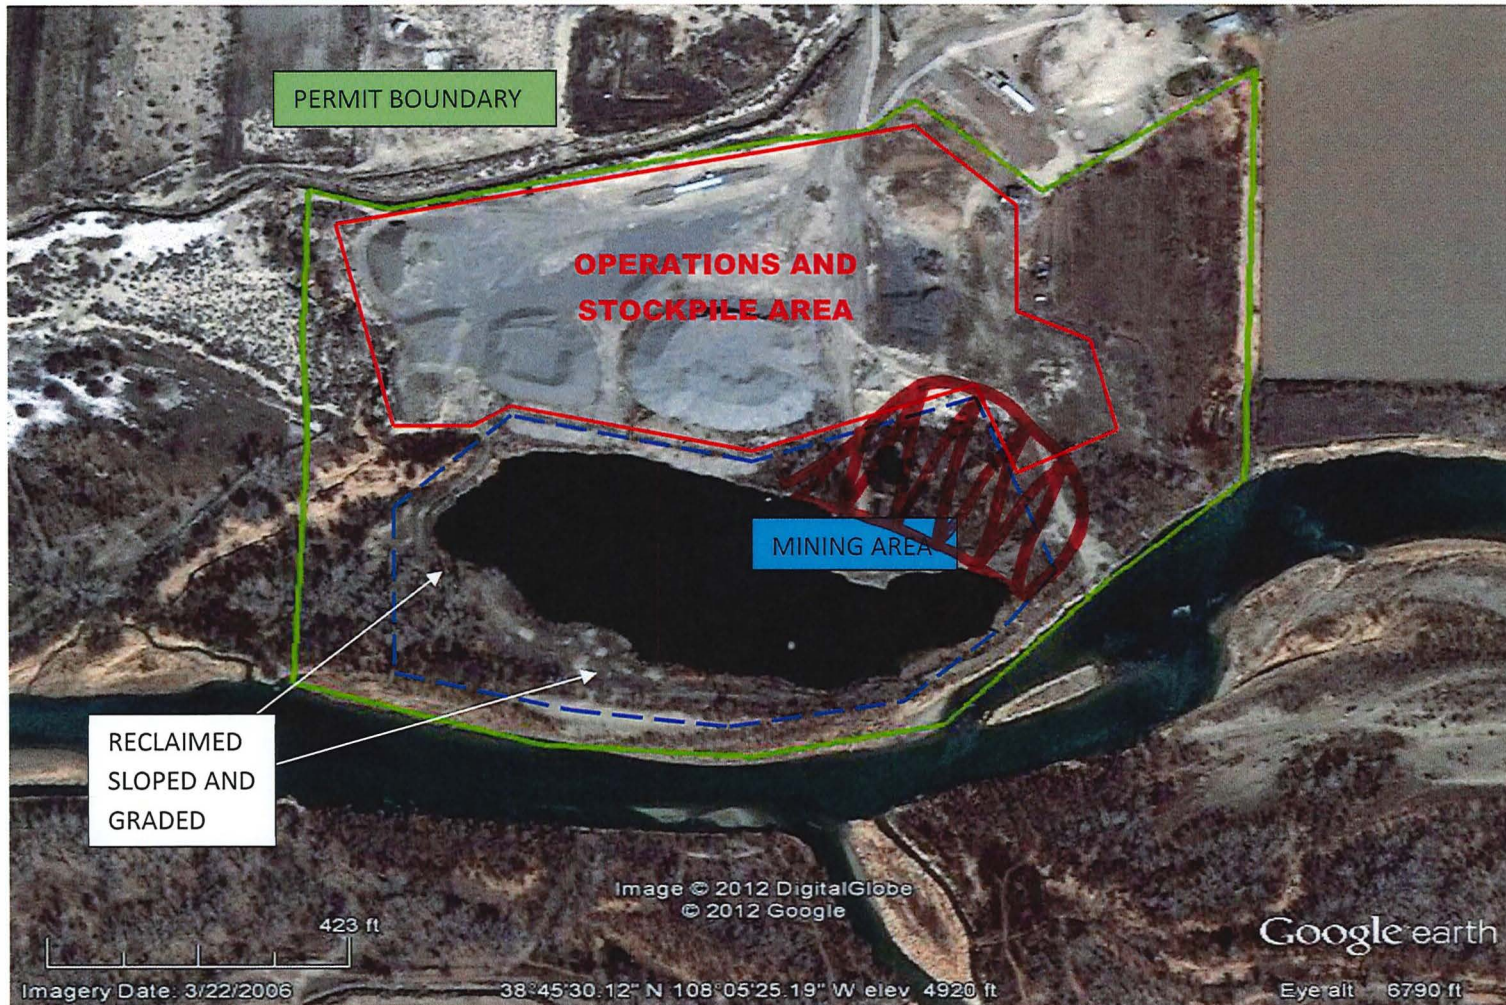 PERMIT BOUNDARY
OPERATIONS AND
STOCKPILE AREA
MINING AREA
RECLAIMED
SLOPED AND
GRADED
Image © 2012 DigitalGlobe
© 2012 Google
423 ft
Google earth
Imagery Date: 3/22/2006
38°45'30.12" N 108°05'25.19" W elev 4920 ft
Eye alt 6790 ft